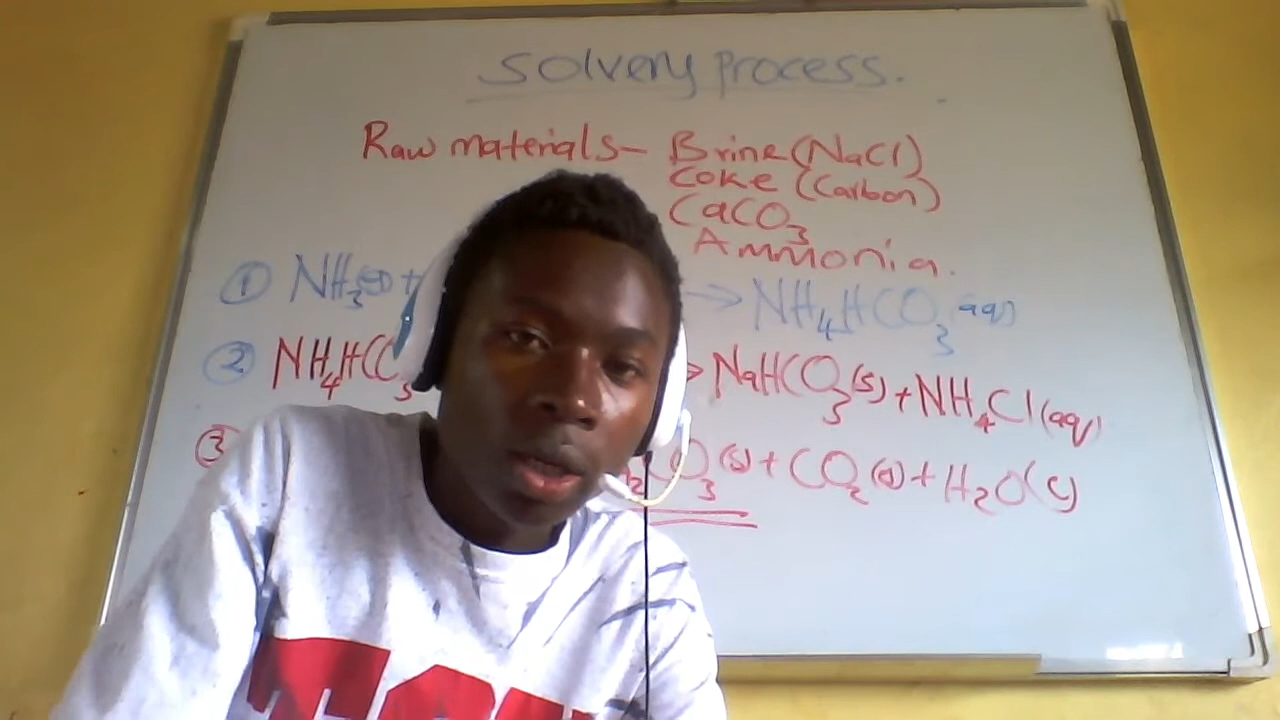 Solvery process.
Raw materials - Brine (NaCl)
Coke (Carbon)
CaCO3
Ammonia.
① NH3(g) + → NH4HCO3(aq)
② NH4HCO3 → NaHCO3(s) + NH4Cl(aq)
③ 2CO3(s) + CO2(g) + H2O(g)